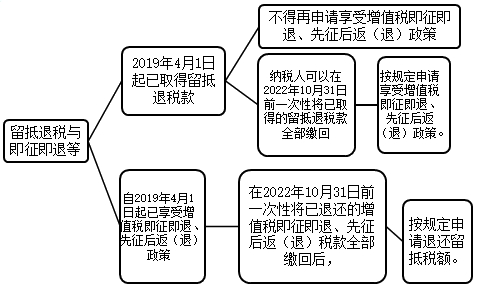 留抵退税与
即征即退等
2019年4月1日
起已取得留抵
退税款
不得再申请享受增值税即征即
退、先征后返（退）政策
纳税人可以在
2022年10月31日
前一次性将已取
得的留抵退税款
全部缴回
按规定申请
享受增值税
即征即退、
先征后返
（退）政策。
自2019年4月1
日起已享受增
值税即征即退、
先征后返（退）
政策
在2022年10月31日前
一次性将已退还的增
值税即征即退、先征
后返（退）税款全部
缴回后，
按规定申
请退还留
抵税额。